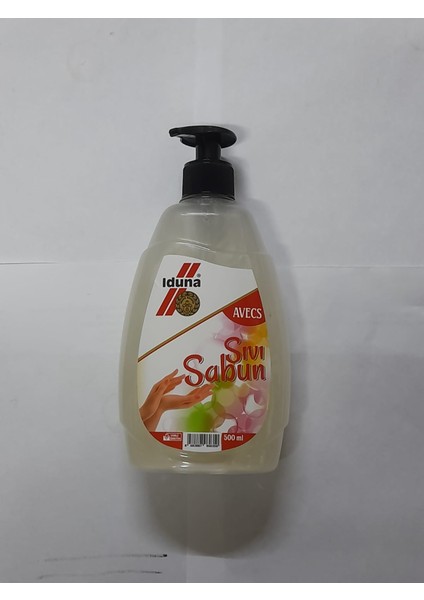 Iduna®
AVECS
Sıvı
Sabun
500 ml